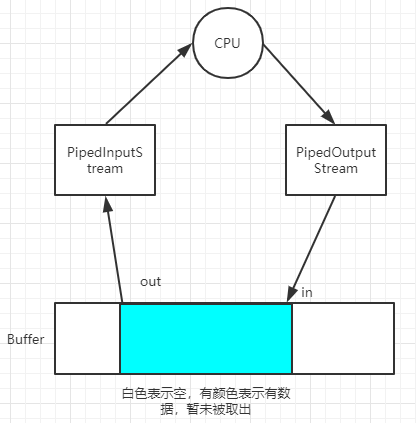 CPU
PipedInputS
tream
PipedOutput
Stream
out
in
Buffer
白色表示空，有颜色表示有数
据，暂未被取出